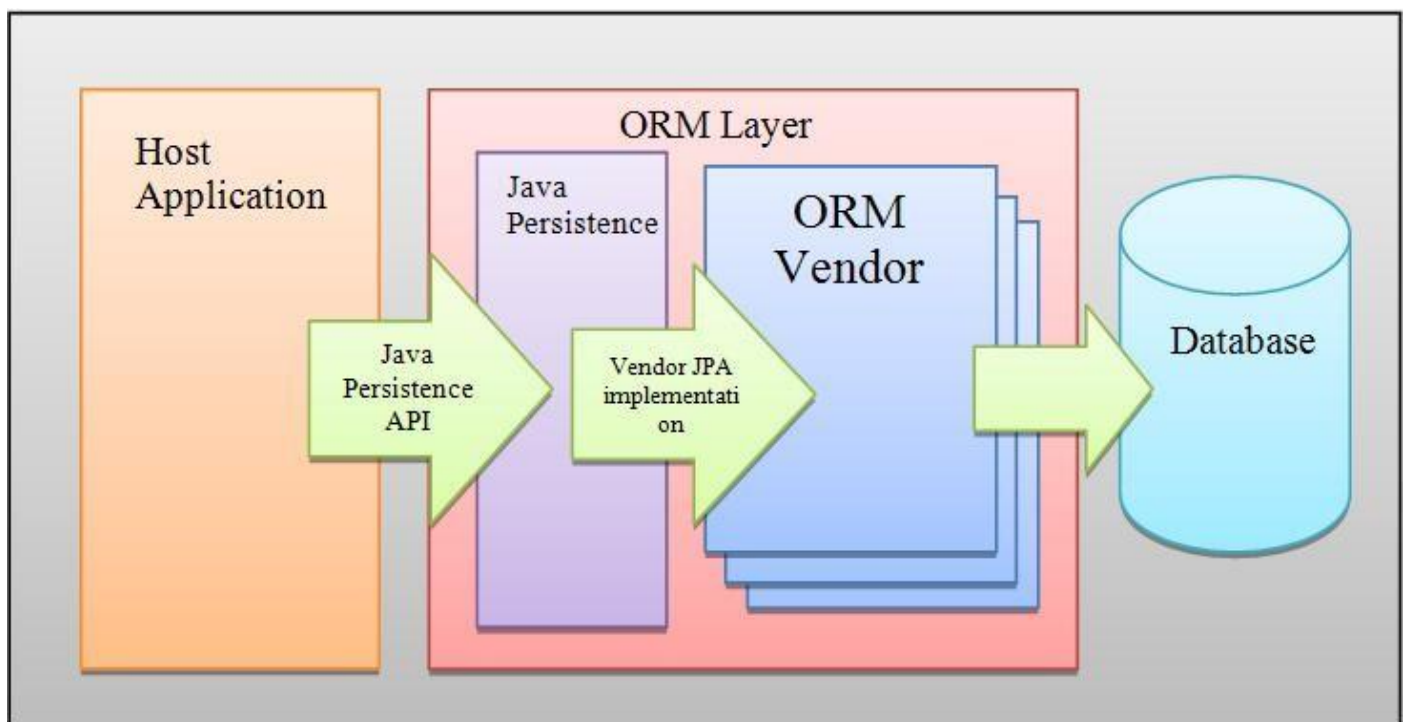 Host
Application
ORM Layer
Java
Persistence
ORM
Vendor
Java
Persistence
API
Vendor JPA
implementati
on
Database